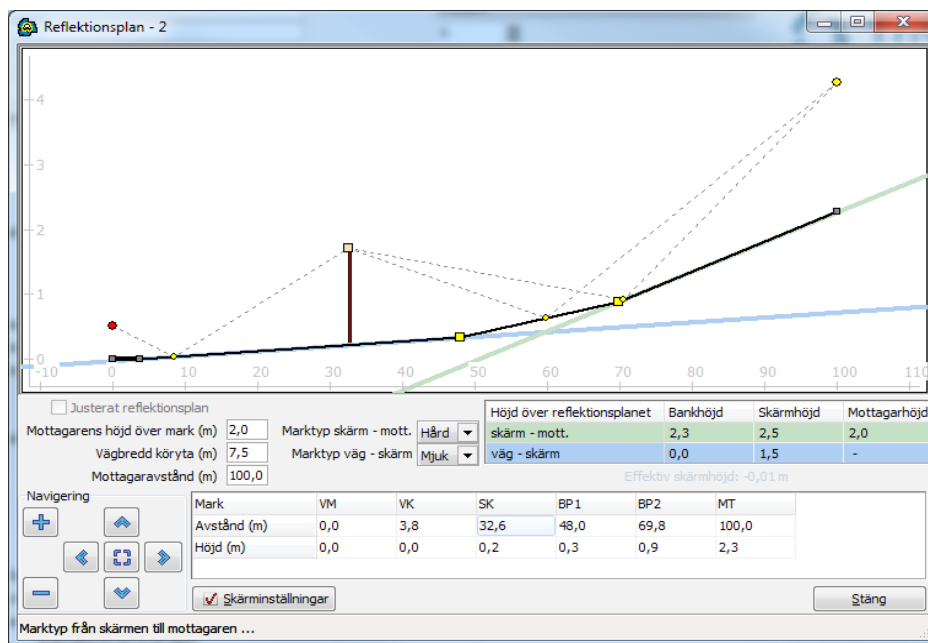 Reflektionsplan - 2
4
3
2
1
0
-10 0 10 20 30 40 50 60 70 80 90 100 110
Justerat reflektionsplan
Mottagarens höjd över mark (m) 2,0
Vägbredd köryta (m) 7,5
Mottagaravstånd (m) 100,0
Marktyp skärm - mott. Hård
Marktyp väg - skärm Mjuk
Höjd över reflektionsplanet Bankhöjd Skärmhöjd Mottagarhöjd
skärm - mott. 2,3 2,5 2,0
väg - skärm 0,0 1,5 -
Effektiv skärmhöjd: -0,01 m
Navigering
Mark VM VK SK BP1 BP2 MT
Avstånd (m) 0,0 3,8 32,6 48,0 69,8 100,0
Höjd (m) 0,0 0,0 0,2 0,3 0,9 2,3
Skärminställningar
Stäng
Marktyp från skärmen till mottagaren ...